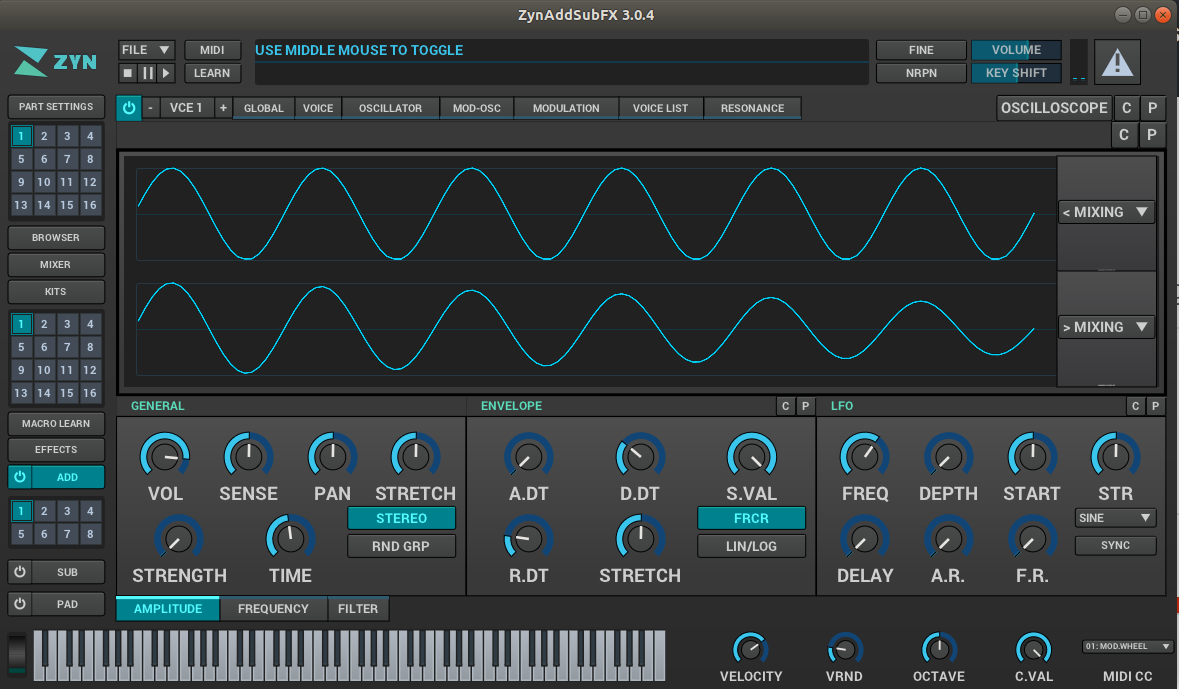 ZynAddSubFX 3.0.4
ZYN
FILE ▼ MIDI USE MIDDLE MOUSE TO TOGGLE FINE VOLUME
LEARN NRPN KEY SHIFT
PART SETTINGS - VCE 1 + GLOBAL VOICE OSCILLATOR MOD-OSC MODULATION VOICE LIST RESONANCE OSCILLOSCOPE C P
C P
1 2 3 4
5 6 7 8
9 10 11 12
13 14 15 16
< MIXING ▼
BROWSER
MIXER
KITS
1 2 3 4
> MIXING ▼
5 6 7 8
9 10 11 12
13 14 15 16
GENERAL ENVELOPE C P LFO C P
MACRO LEARN
EFFECTS
ADD
VOL SENSE PAN STRETCH A.DT D.DT S.VAL FREQ DEPTH START STR
1 2 3 4
5 6 7 8
STEREO FRCR SINE ▼
RND GRP LIN/LOG SYNC
SUB
STRENGTH TIME R.DT STRETCH DELAY A.R. F.R.
PAD
AMPLITUDE FREQUENCY FILTER
01: MOD.WHEEL ▼
VELOCITY VRND OCTAVE C.VAL MIDI CC